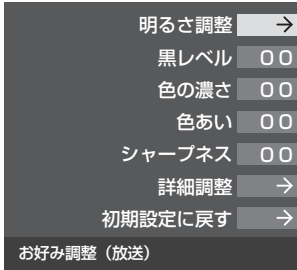 明るさ調整 →
黒レベル 00
色の濃さ 00
色あい 00
シャープネス 00
詳細調整 →
初期設定に戻す →
お好み調整（放送）